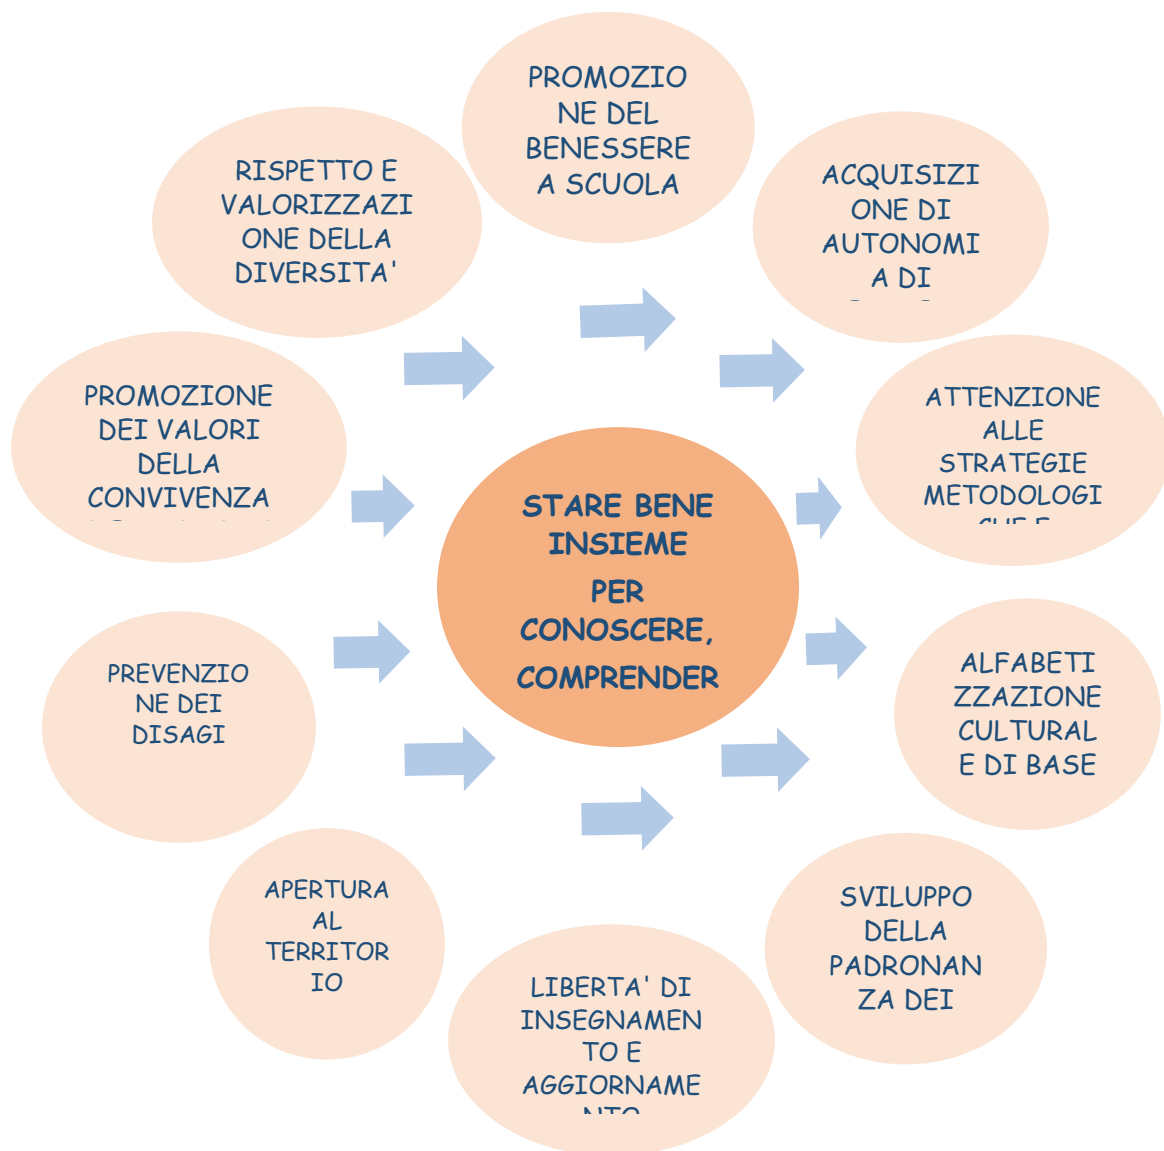 PROMOZIO
NE DEL
BENESSERE
A SCUOLA
RISPETTO E
VALORIZZAZI
ONE DELLA
DIVERSITA'
ACQUISIZI
ONE DI
AUTONOMI
A DI
PROMOZIONE
DEI VALORI
DELLA
CONVIVENZA
ATTENZIONE
ALLE
STRATEGIE
METODOLOGI
CHE E
STARE BENE
INSIEME
PER
CONOSCERE,
COMPRENDER
PREVENZIO
NE DEI
DISAGI
ALFABETI
ZZAZIONE
CULTURAL
E DI BASE
APERTURA
AL
TERRITOR
IO
SVILUPPO
DELLA
PADRONAN
ZA DEI
LIBERTA' DI
INSEGNAMEN
TO E
AGGIORNAME
NTO